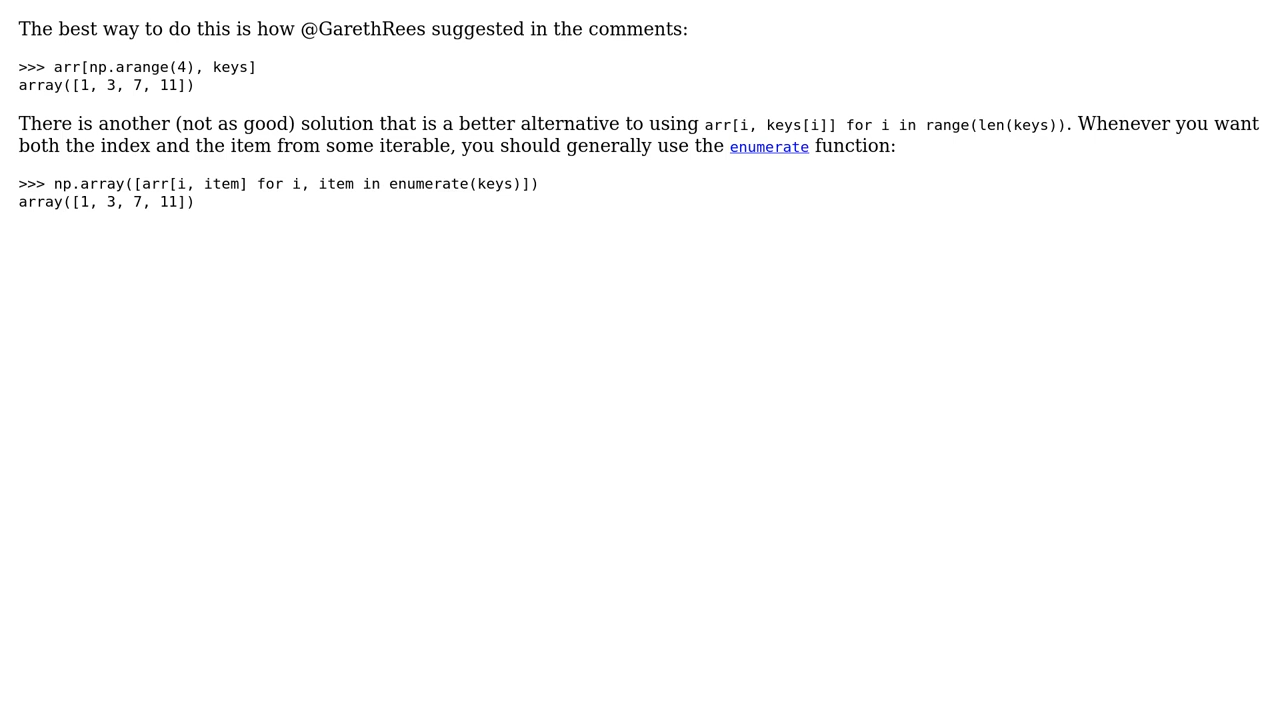 The best way to do this is how @GarethRees suggested in the comments:
>>> arr[np.arange(4), keys]
array([1, 3, 7, 11])
There is another (not as good) solution that is a better alternative to using arr[i, keys[i]] for i in range(len(keys)). Whenever you want
both the index and the item from some iterable, you should generally use the enumerate function:
>>> np.array([arr[i, item] for i, item in enumerate(keys)])
array([1, 3, 7, 11])